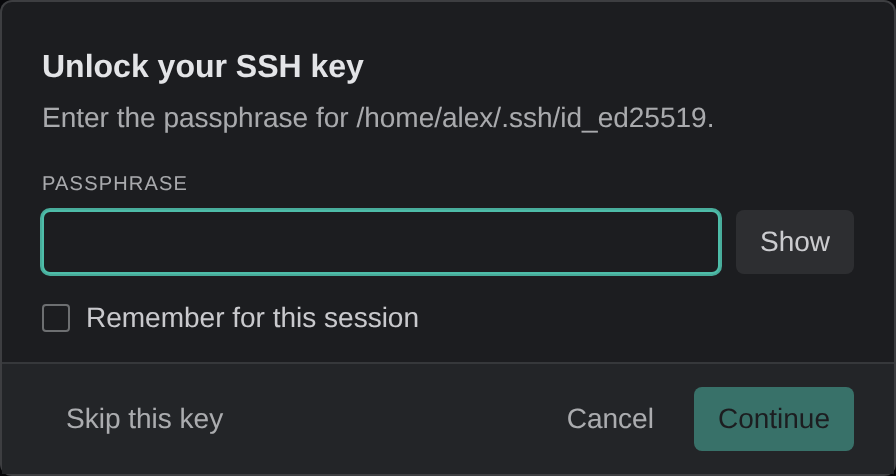 Unlock your SSH key
Enter the passphrase for /home/alex/.ssh/id_ed25519.
PASSPHRASE
Show
Remember for this session
Skip this key
Cancel
Continue